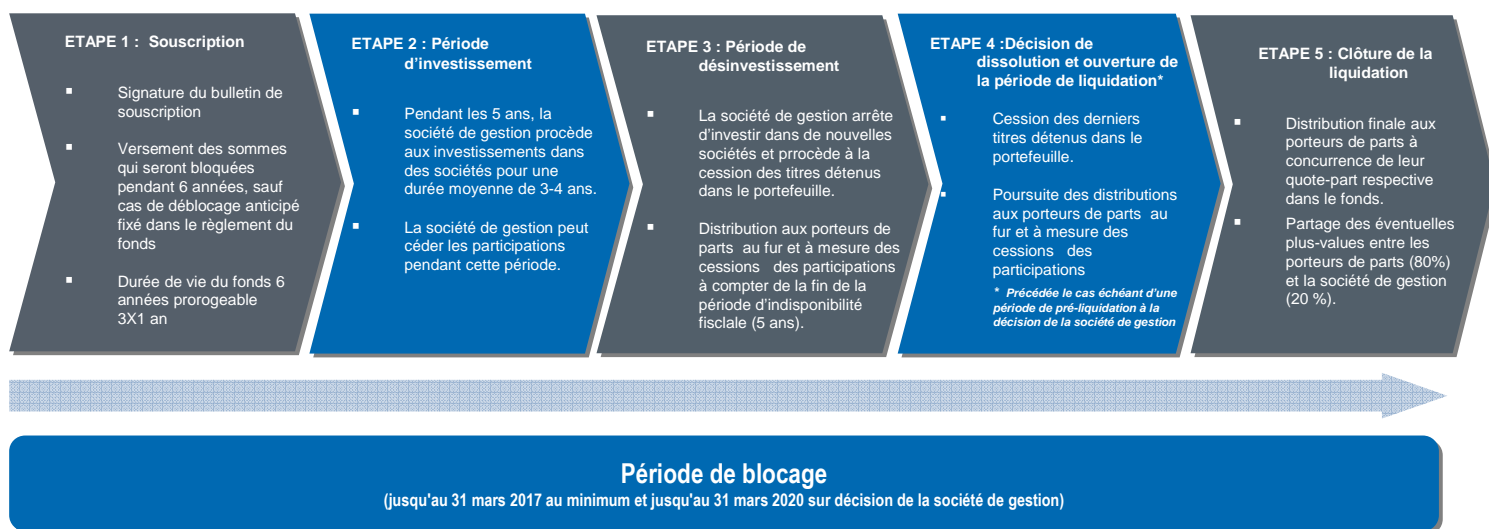 ETAPE 1 : Souscription
▪ Signature du bulletin de
souscription
▪ Versement des sommes
qui seront bloquées
pendant 6 années, sauf
cas de déblocage anticipé
fixé dans le règlement du
fonds
▪ Durée de vie du fonds 6
années prorogeable
3X1 an
ETAPE 2 : Période
d’investissement
▪ Pendant les 5 ans, la
société de gestion procède
aux investissements dans
des sociétés pour une
durée moyenne de 3-4 ans.
▪ La société de gestion peut
céder les participations
pendant cette période.
ETAPE 3 : Période de
désinvestissement
▪ La société de gestion arrête
d’investir dans de nouvelles
sociétés et prrocède à la
cession des titres détenus
dans le portefeuille.
▪ Distribution aux porteurs de
parts au fur et à mesure des
cessions des participations
à compter de la fin de la
période d’indisponibilité
fiscale (5 ans).
ETAPE 4 :Décision de
dissolution et ouverture de
la période de liquidation*
▪ Cession des derniers
titres détenus dans le
portefeuille.
▪ Poursuite des distributions
aux porteurs de parts au
fur et à mesure des
cessions des
participations
* Précédée le cas échéant d’une
période de pré-liquidation à la
décision de la société de gestion
ETAPE 5 : Clôture de la
liquidation
▪ Distribution finale aux
porteurs de parts à
concurrence de leur
quote-part respective
dans le fonds.
▪ Partage des éventuelles
plus-values entre les
porteurs de parts (80%)
et la société de gestion
(20 %).
Période de blocage
(jusqu'au 31 mars 2017 au minimum et jusqu'au 31 mars 2020 sur décision de la société de gestion)